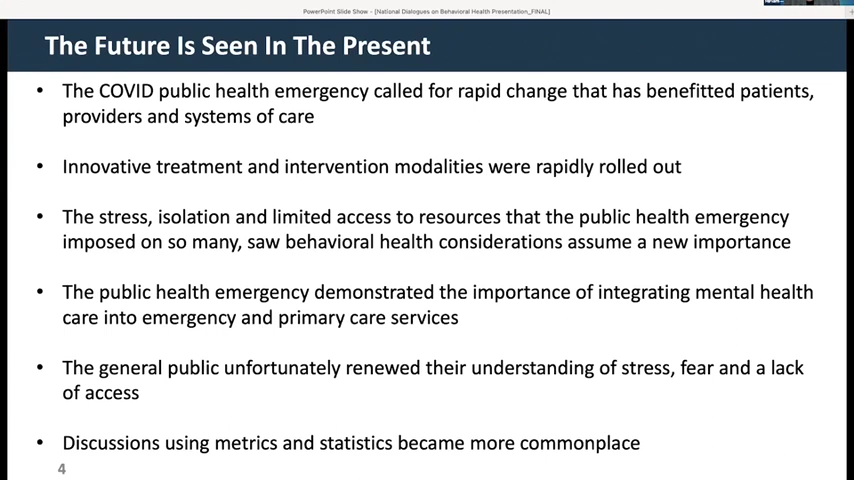 PowerPoint Slide Show - [National Dialogues on Behavioral Health Presentation_FINAL]
The Future Is Seen In The Present
• The COVID public health emergency called for rapid change that has benefitted patients,
providers and systems of care
• Innovative treatment and intervention modalities were rapidly rolled out
• The stress, isolation and limited access to resources that the public health emergency
imposed on so many, saw behavioral health considerations assume a new importance
• The public health emergency demonstrated the importance of integrating mental health
care into emergency and primary care services
• The general public unfortunately renewed their understanding of stress, fear and a lack
of access
• Discussions using metrics and statistics became more commonplace
4